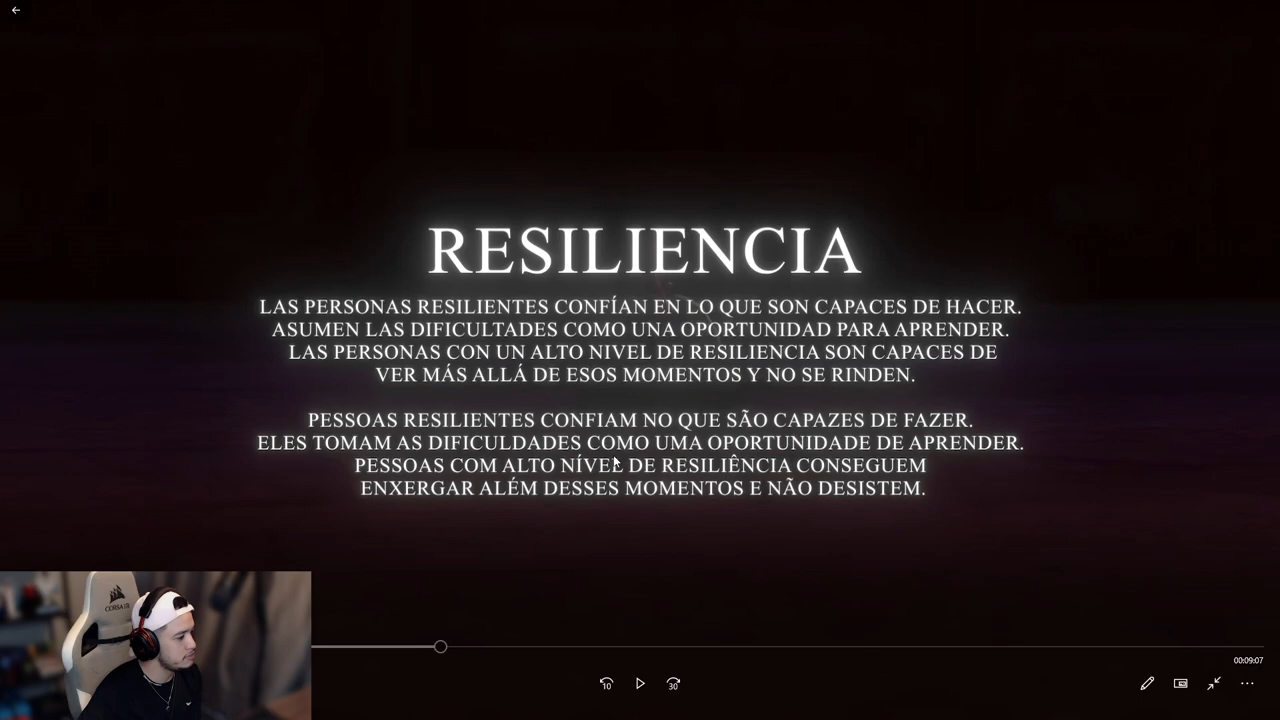 RESILIENCIA
LAS PERSONAS RESILIENTES CONFÍAN EN LO QUE SON CAPACES DE HACER.
ASUMEN LAS DIFICULTADES COMO UNA OPORTUNIDAD PARA APRENDER.
LAS PERSONAS CON UN ALTO NIVEL DE RESILIENCIA SON CAPACES DE
VER MÁS ALLÁ DE ESOS MOMENTOS Y NO SE RINDEN.
PESSOAS RESILIENTES CONFIAM NO QUE SÃO CAPAZES DE FAZER.
ELES TOMAM AS DIFICULDADES COMO UMA OPORTUNIDADE DE APRENDER.
PESSOAS COM ALTO NÍVEL DE RESILIÊNCIA CONSEGUEM
ENXERGAR ALÉM DESSES MOMENTOS E NÃO DESISTEM.
CORSAIR
00:09:07
10
30